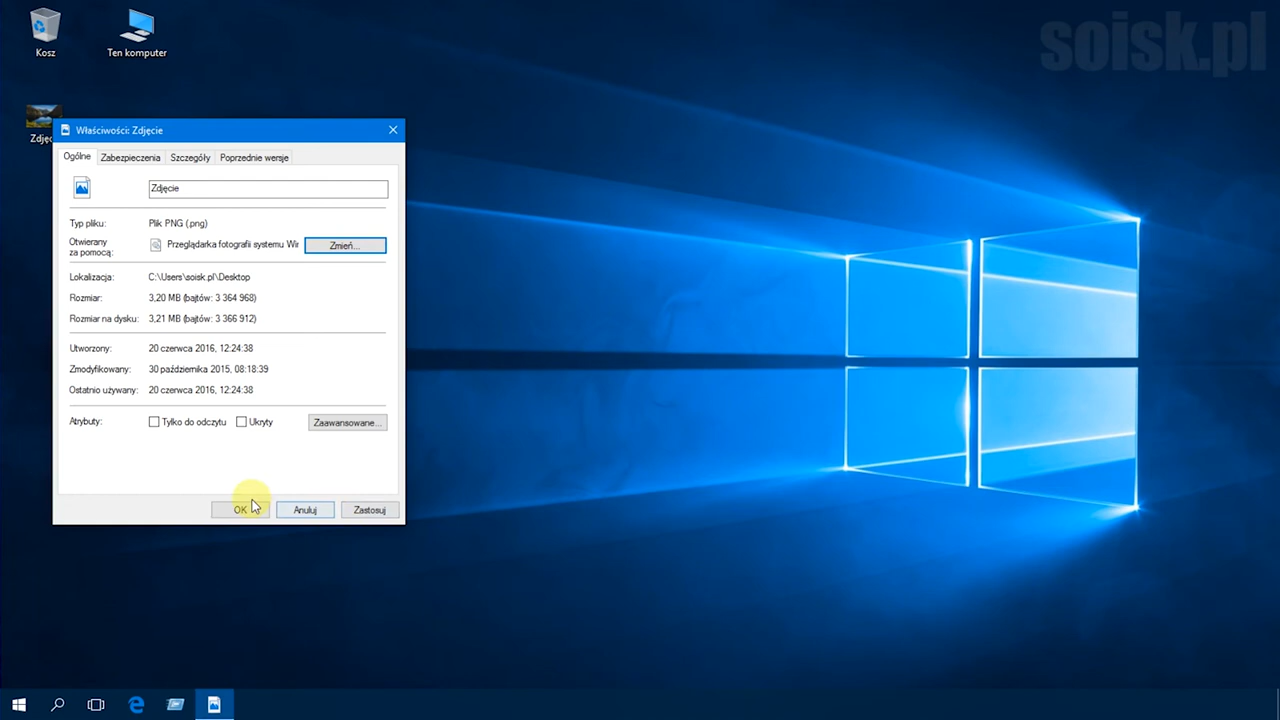 soisk.pl
Kosz
Ten komputer
Właściwości: Zdjęcie
Ogólne Zabezpieczenia Szczegóły Poprzednie wersje
Zdjęcie
Typ pliku: Plik PNG (.png)
Otwierany
za pomocą: Przeglądarka fotografii systemu Zmień...
Lokalizacja: C:\Users\soisk.pl\Desktop
Rozmiar: 3,20 MB (bajtów: 3 364 968)
Rozmiar na dysku: 3,21 MB (bajtów: 3 366 912)
Utworzony: 20 czerwca 2016, 12:24:38
Zmodyfikowany: 30 października 2015, 08:18:39
Ostatnio używany: 20 czerwca 2016, 12:24:38
Atrybuty: Tylko do odczytu Ukryty Zaawansowane...
OK Anuluj Zastosuj